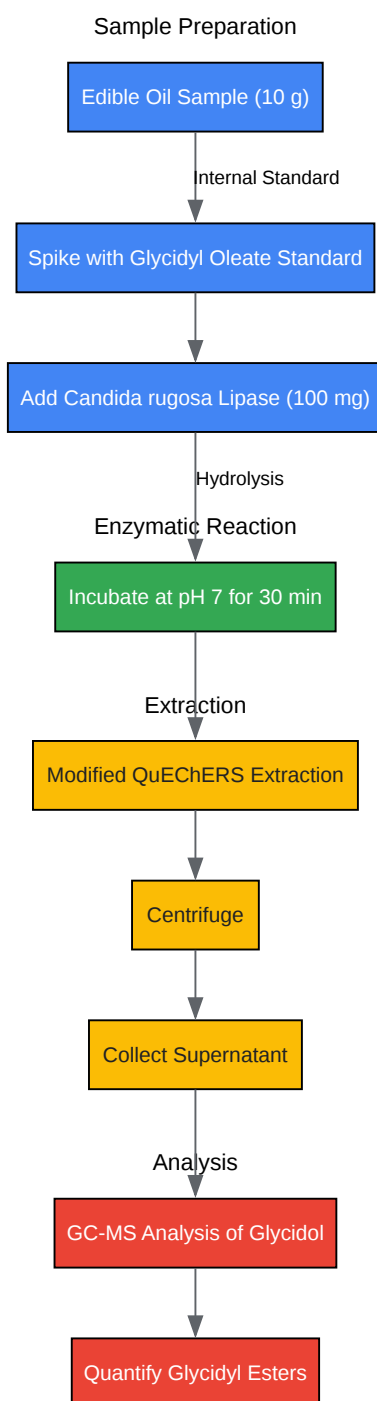 Sample Preparation
Edible Oil Sample (10 g)
Internal Standard
Spike with Glycidyl Oleate Standard
Add Candida rugosa Lipase (100 mg)
Hydrolysis
Enzymatic Reaction
Incubate at pH 7 for 30 min
Extraction
Modified QuEChERS Extraction
Centrifuge
Collect Supernatant
Analysis
GC-MS Analysis of Glycidol
Quantify Glycidyl Esters